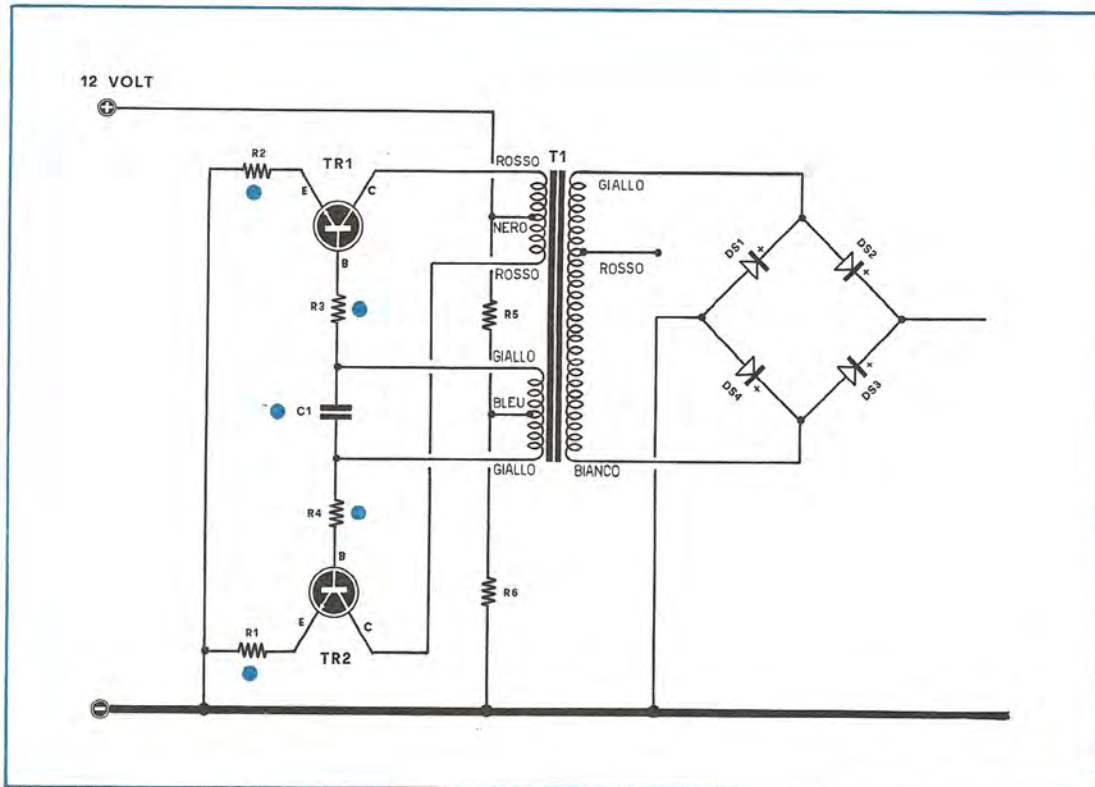 12 VOLT
+
R2
TR1
E
C
B
R3
C1
R4
B
E
C
R1
TR2
ROSSO
T1
NERO
ROSSO
R5
GIALLO
BLEU
GIALLO
R6
GIALLO
ROSSO
BIANCO
DS1
+
DS2
+
DS4
+
DS3
+
-